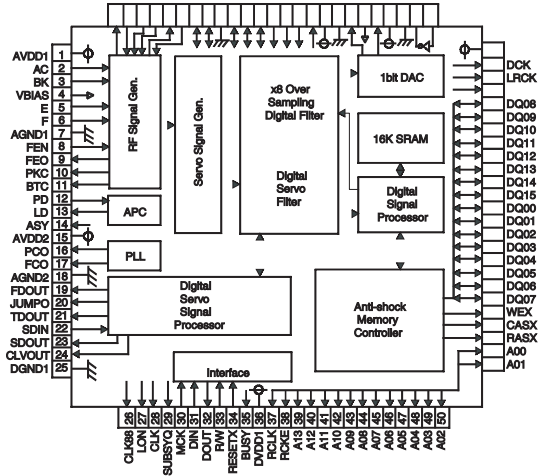 AVDD1 1
AC 2
BK 3
VBIAS 4
E 5
F 6
AGND1 7
FEN 8
FEO 9
PKC 10
BTC 11
PD 12
LD 13
ASY 14
AVDD2 15
PCO 16
FCO 17
AGND2 18
FDOUT 19
JUMPO 20
TDOUT 21
SDIN 22
SDOUT 23
CLVOUT 24
DGND1 25
RF Signal Gen.
Servo Signal Gen.
x8 Over
Sampling
Digital Filter
Digital
Servo
Filter
1bit DAC
16K SRAM
Digital
Signal
Processor
APC
PLL
Digital
Servo
Signal
Processor
Anti-shock
Memory
Controller
Interface
DCK
LRCK
DQ08
DQ09
DQ10
DQ11
DQ12
DQ13
DQ14
DQ15
DQ00
DQ01
DQ02
DQ03
DQ04
DQ05
DQ06
DQ07
WEX
CASX
RASX
A00
A01
26 27 28 29 30 31 32 33 34 35 36 37 38 39 40 41 42 43 44 45 46 47 48 49 50
CLK88
LON
CLK
SUBSYQ
MCK
DIN
DOUT
R/W
RESETX
BUSY
DVDD1
RCLK
RCKE
A13
A12
A11
A10
A09
A08
A07
A06
A05
A04
A03
A02